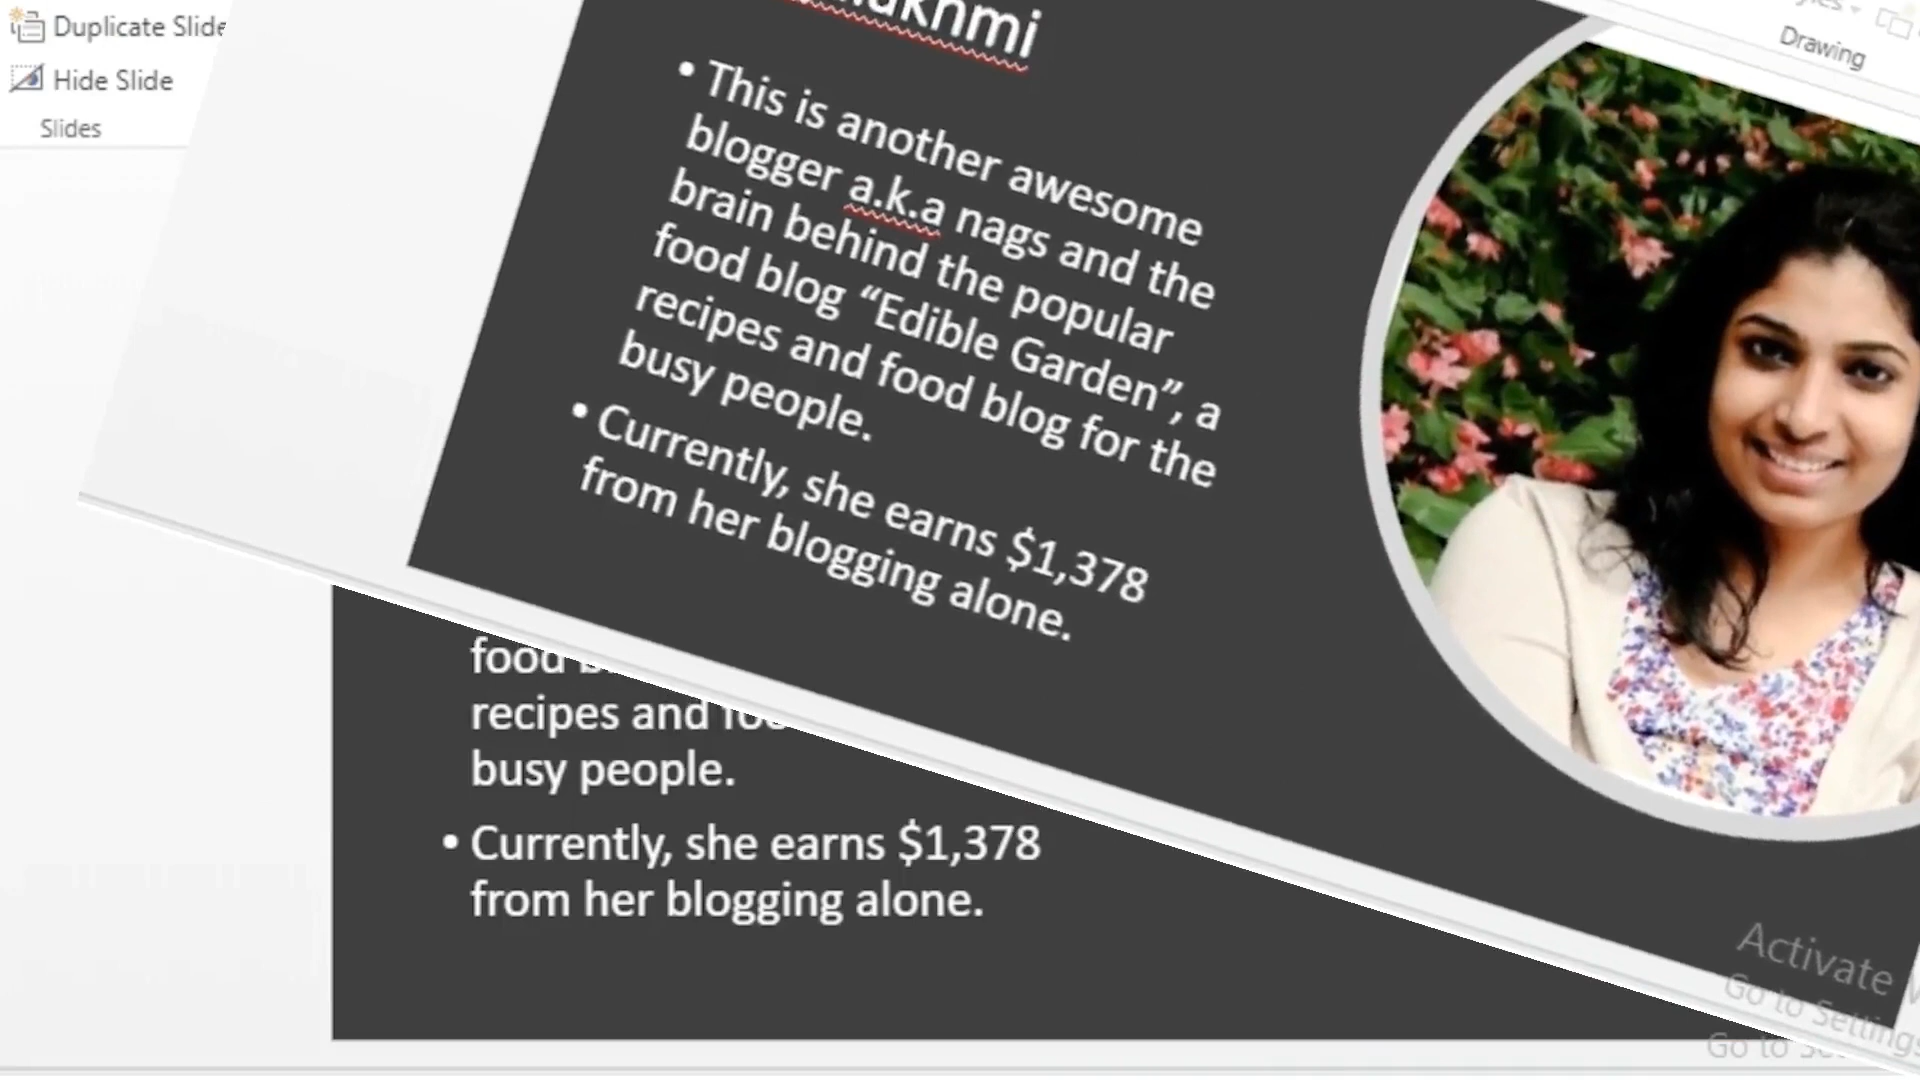 Duplicate Slide
Hide Slide
Slides
Drawing
• This is another awesome
blogger a.k.a nags and the
brain behind the popular
food blog “Edible Garden”, a
recipes and food blog for the
busy people.
• Currently, she earns $1,378
from her blogging alone.
food
recipes and
busy people.
• Currently, she earns $1,378
from her blogging alone.
Activate
Go to Settings
Go to